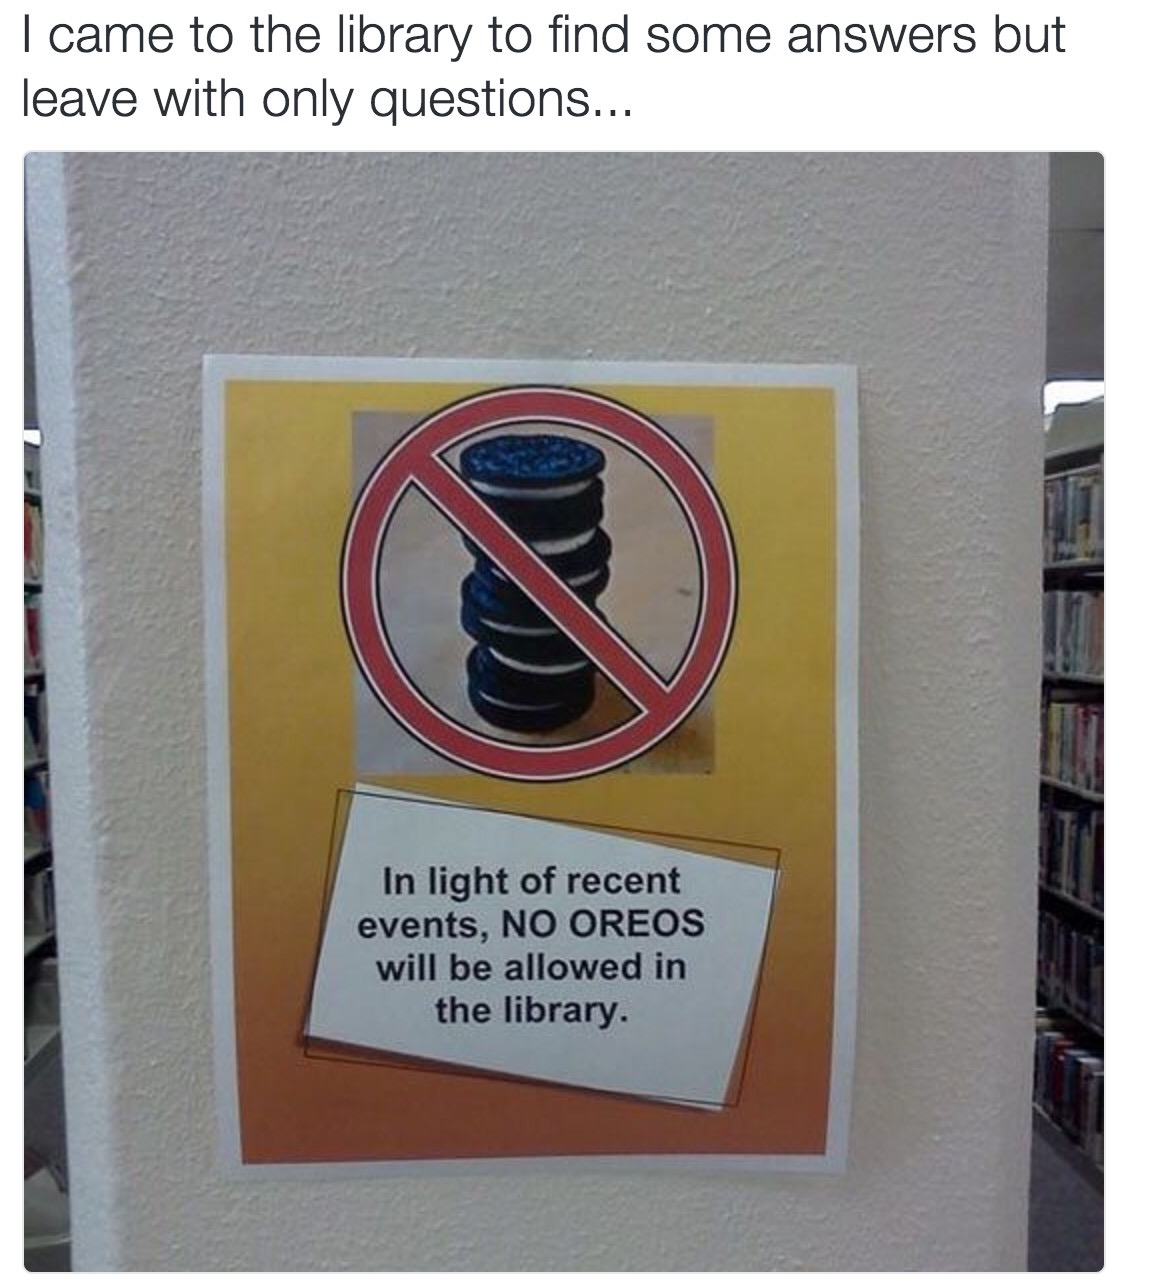 I came to the library to find some answers but
leave with only questions...
In light of recent
events, NO OREOS
will be allowed in
the library.